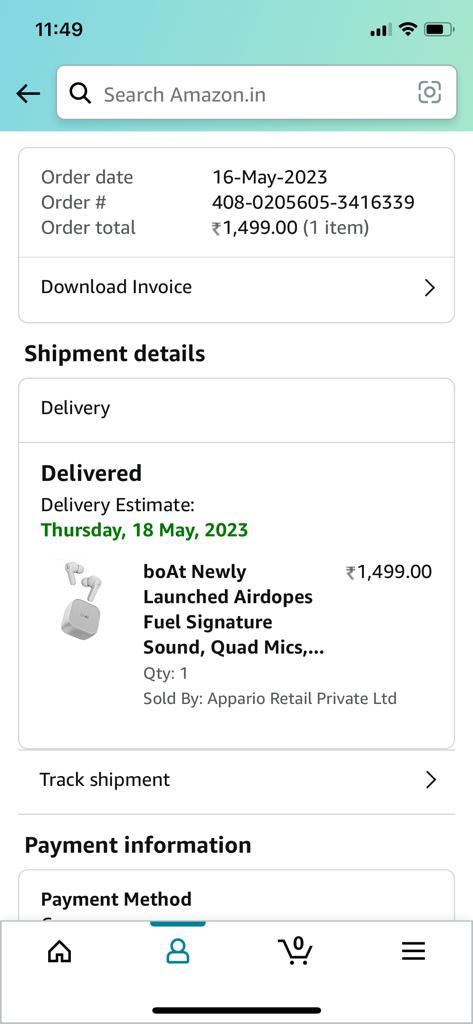 11:49
Search Amazon.in
Order date 16-May-2023
Order # 408-0205605-3416339
Order total ₹1,499.00 (1 item)
Download Invoice
Shipment details
Delivery
Delivered
Delivery Estimate:
Thursday, 18 May, 2023
boAt Newly ₹1,499.00
Launched Airdopes
Fuel Signature
Sound, Quad Mics,...
Qty: 1
Sold By: Appario Retail Private Ltd
Track shipment
Payment information
Payment Method
0